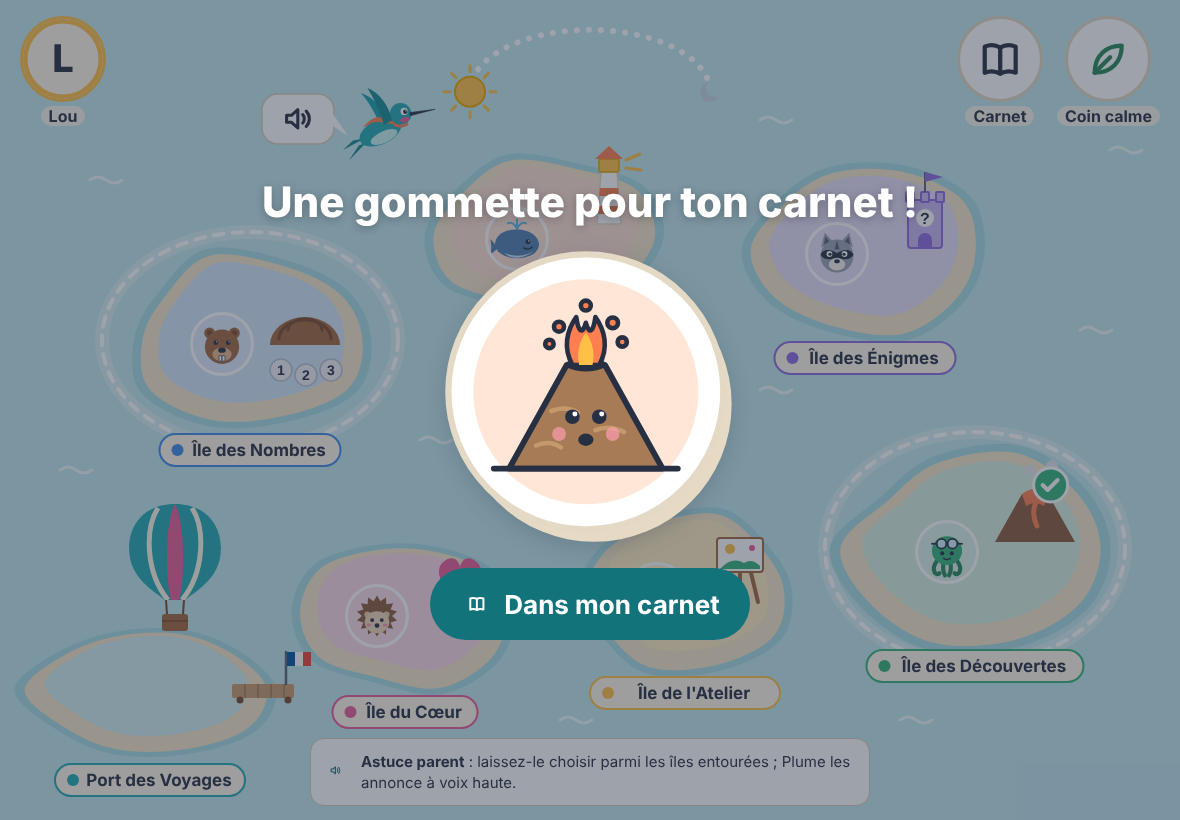 L
Lou
Carnet
Coin calme
Une gommette pour ton carnet !
?
Île des Énigmes
1 2 3
Île des Nombres
Dans mon carnet
Île des Découvertes
Île de l'Atelier
Île du Cœur
Port des Voyages
Astuce parent : laissez-le choisir parmi les îles entourées ; Plume les
annonce à voix haute.